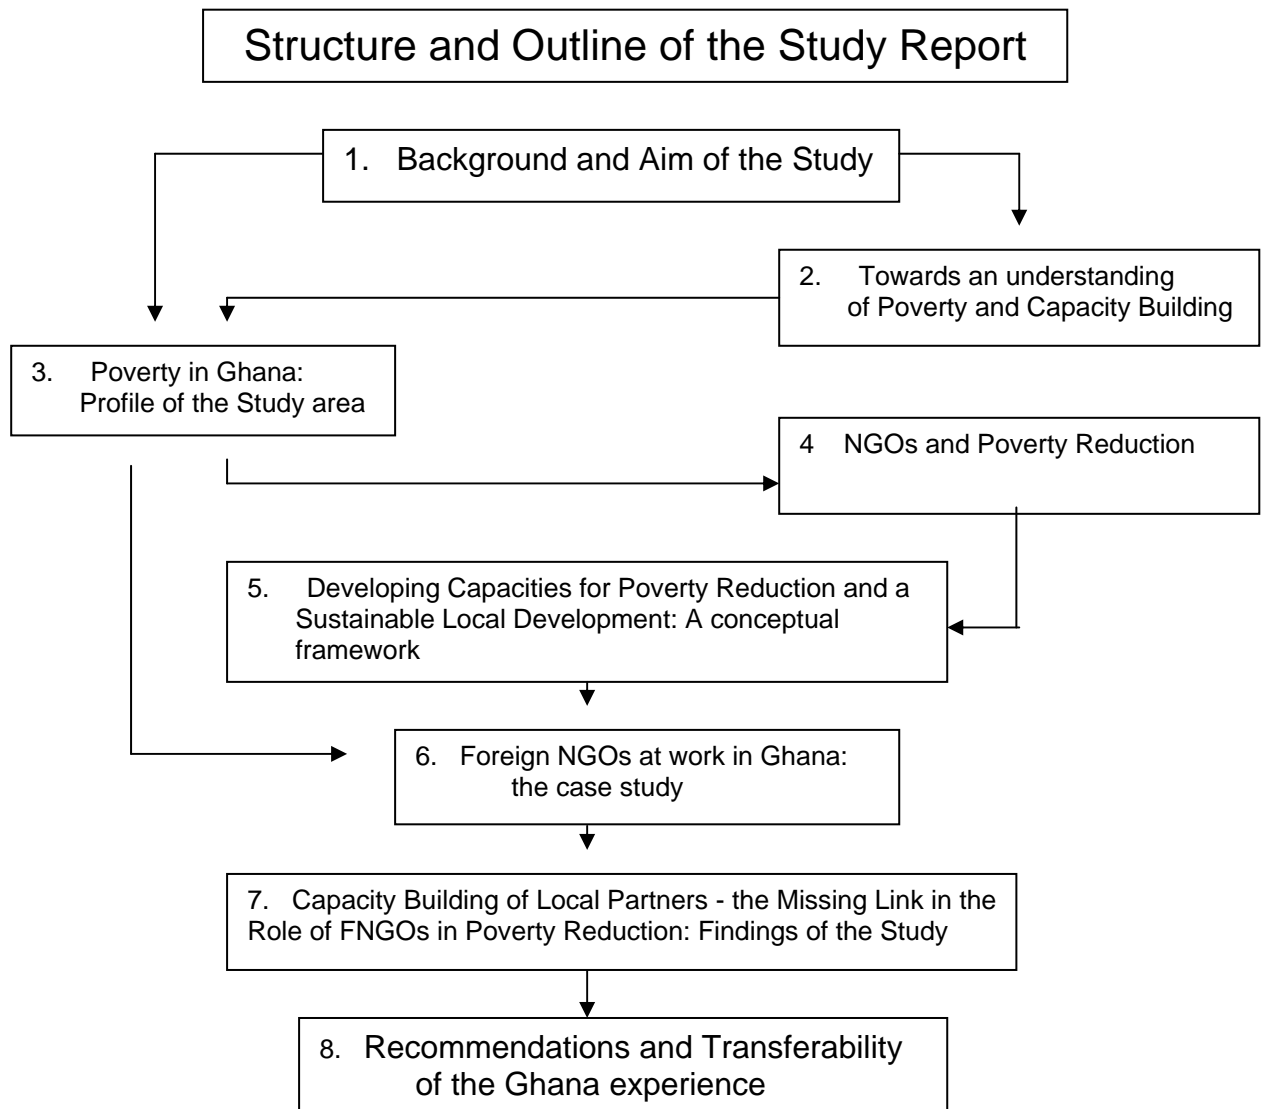 Structure and Outline of the Study Report
1. Background and Aim of the Study
2. Towards an understanding
of Poverty and Capacity Building
3. Poverty in Ghana:
Profile of the Study area
4 NGOs and Poverty Reduction
5. Developing Capacities for Poverty Reduction and a
Sustainable Local Development: A conceptual
framework
6. Foreign NGOs at work in Ghana:
the case study
7. Capacity Building of Local Partners - the Missing Link in the
Role of FNGOs in Poverty Reduction: Findings of the Study
8. Recommendations and Transferability
of the Ghana experience